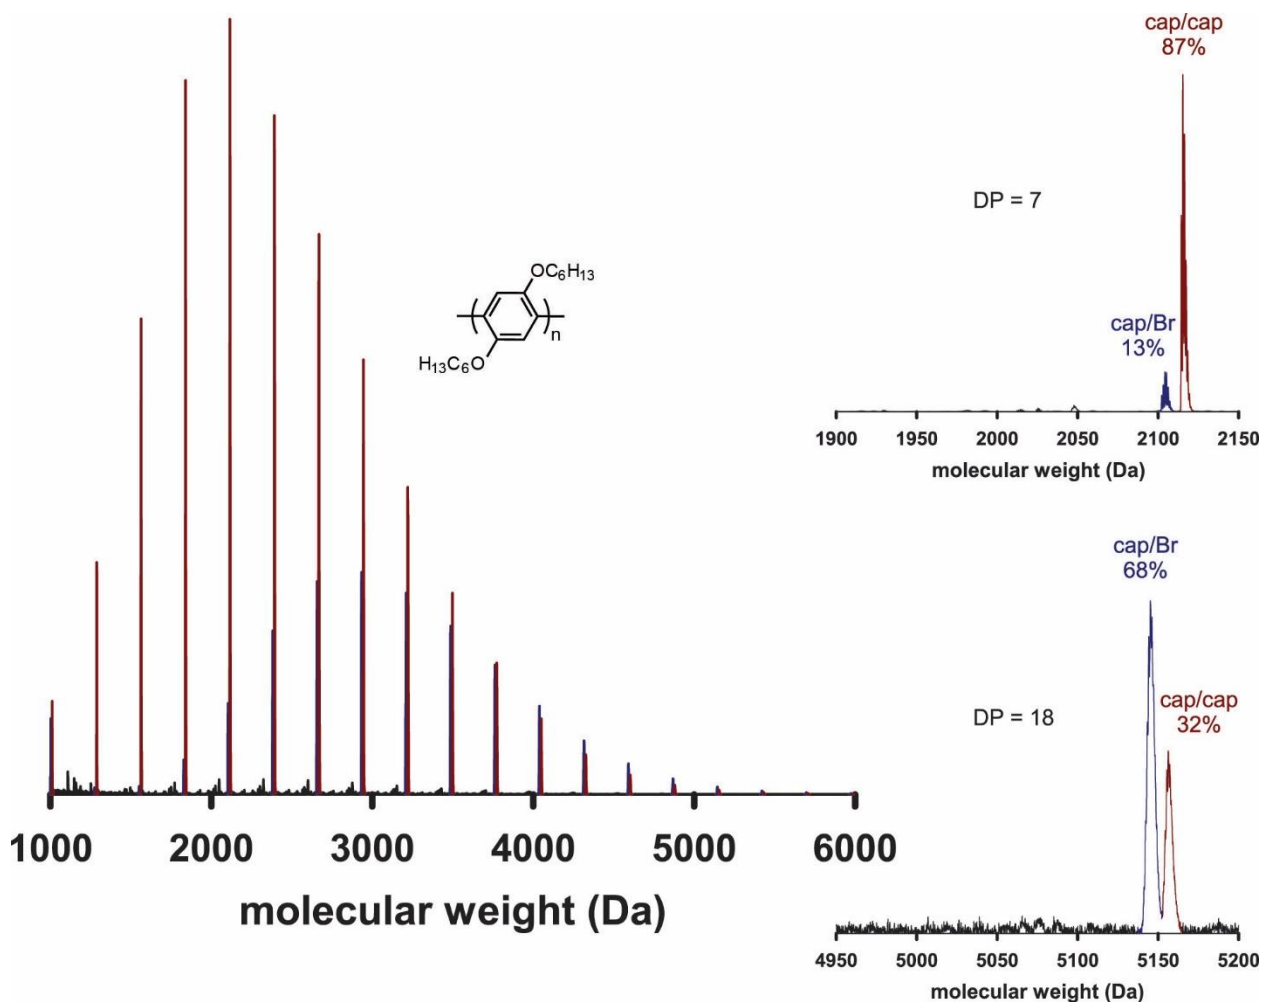 OC6H13
H13C6O
n
1000 2000 3000 4000 5000 6000
molecular weight (Da)
cap/cap
87%
DP = 7
cap/Br
13%
1900 1950 2000 2050 2100 2150
molecular weight (Da)
cap/Br
68%
cap/cap
32%
DP = 18
4950 5000 5050 5100 5150 5200
molecular weight (Da)